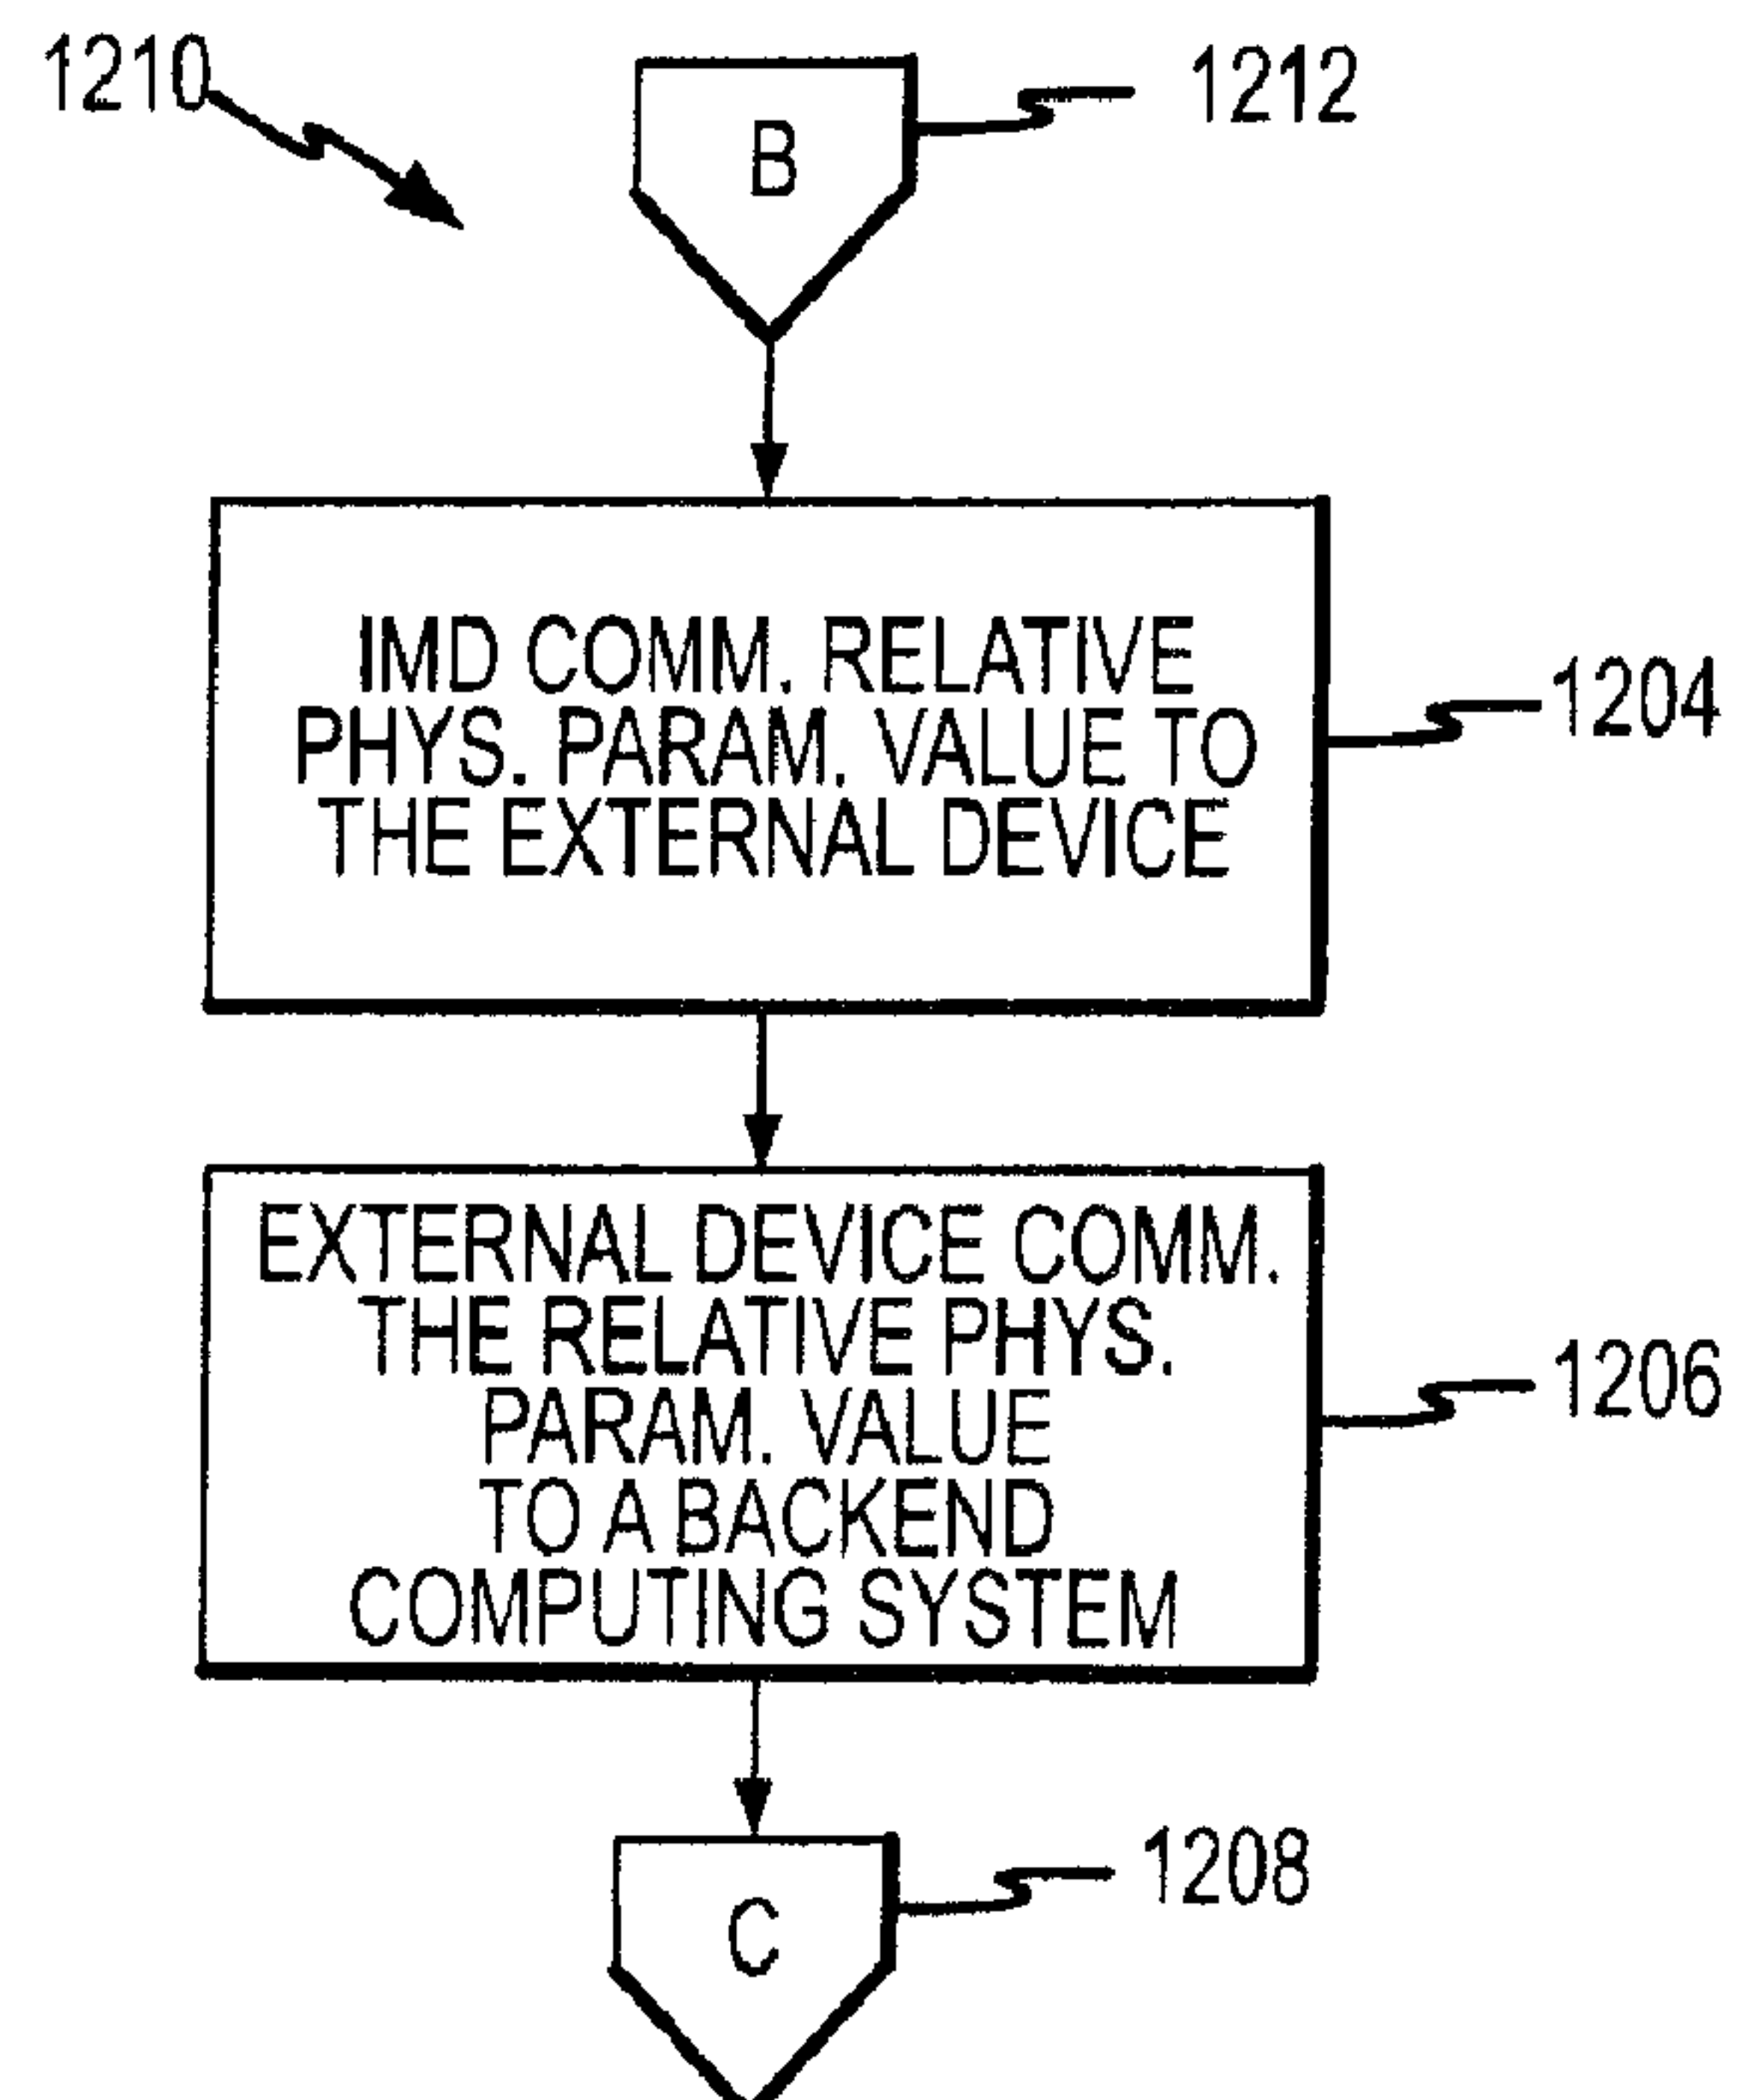 1210
B
1212
IMD COMM. RELATIVE
PHYS. PARAM. VALUE TO
THE EXTERNAL DEVICE
1204
EXTERNAL DEVICE COMM.
THE RELATIVE PHYS.
PARAM. VALUE
TO A BACKEND
COMPUTING SYSTEM
1206
C
1208